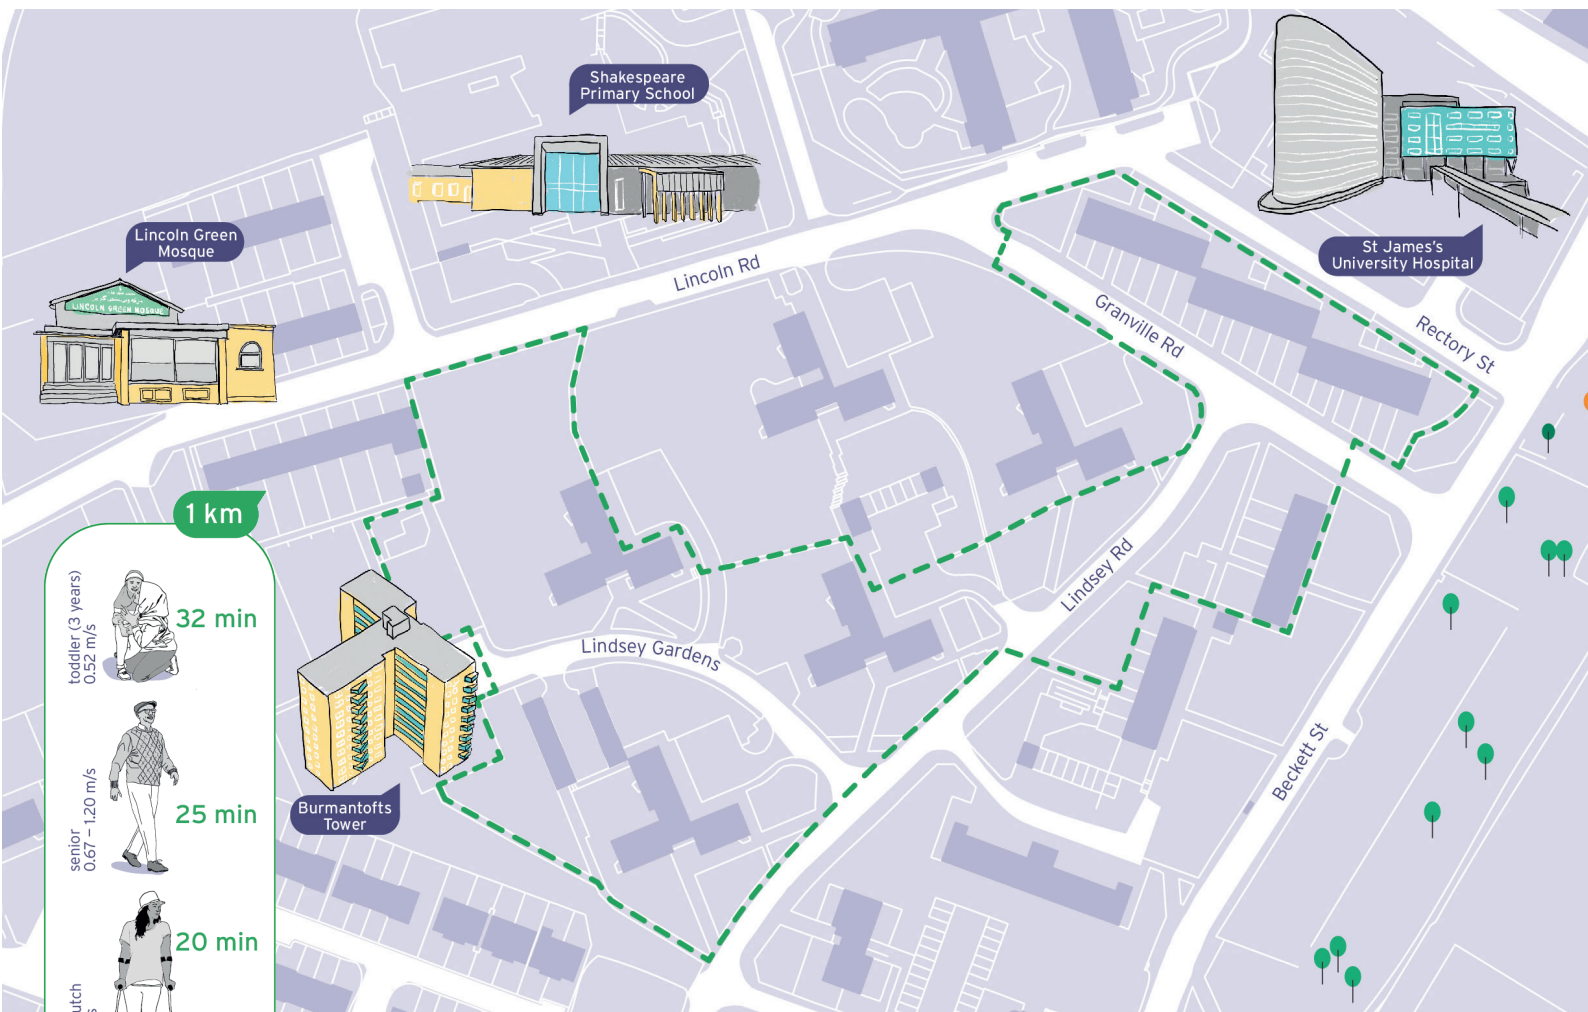 Shakespeare
Primary School
Lincoln Green
Mosque
LINCOLN GREEN MOSQUE
St James's
University Hospital
Lincoln Rd
Granville Rd
Rectory St
1 km
toddler (3 years)
0.52 m/s
32 min
Lindsey Rd
Lindsey Gardens
Beckett St
Burmantofts
Tower
senior
0.67 – 1.20 m/s
25 min
20 min